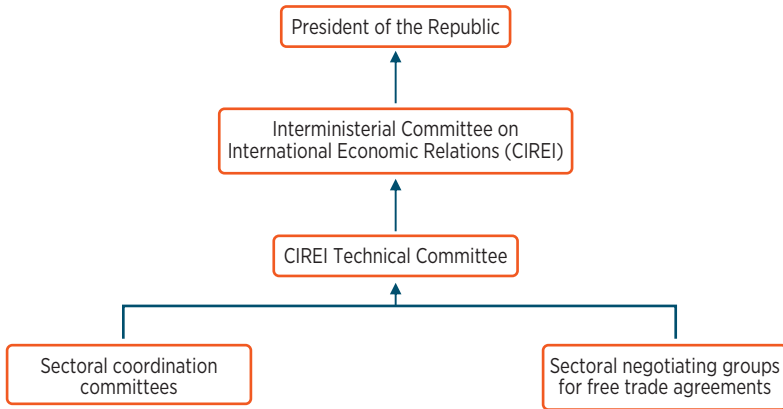 President of the Republic
Interministerial Committee on
International Economic Relations (CIREI)
CIREI Technical Committee
Sectoral coordination
committees
Sectoral negotiating groups
for free trade agreements